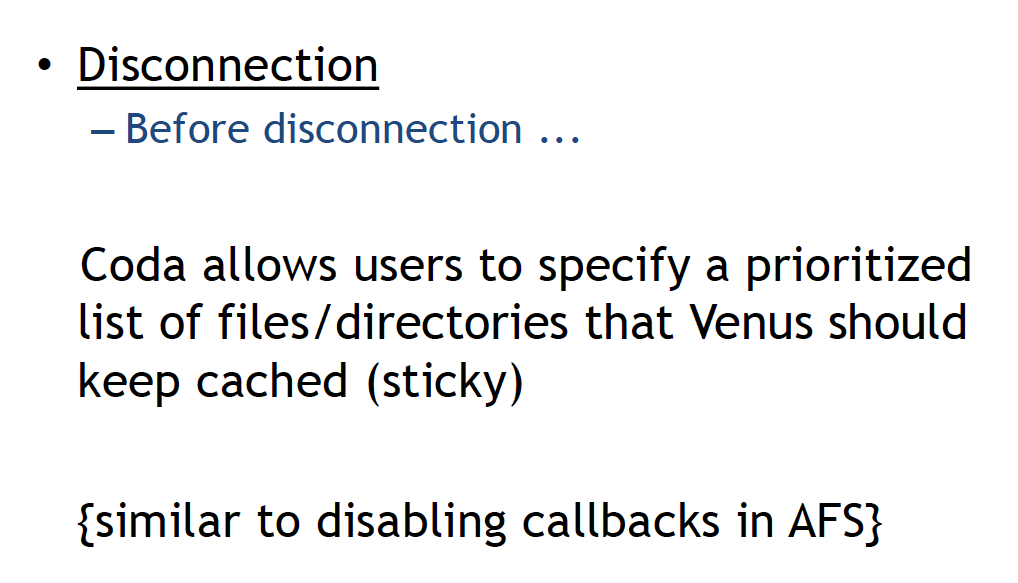 • Disconnection
– Before disconnection ...
Coda allows users to specify a prioritized
list of files/directories that Venus should
keep cached (sticky)
{similar to disabling callbacks in AFS}